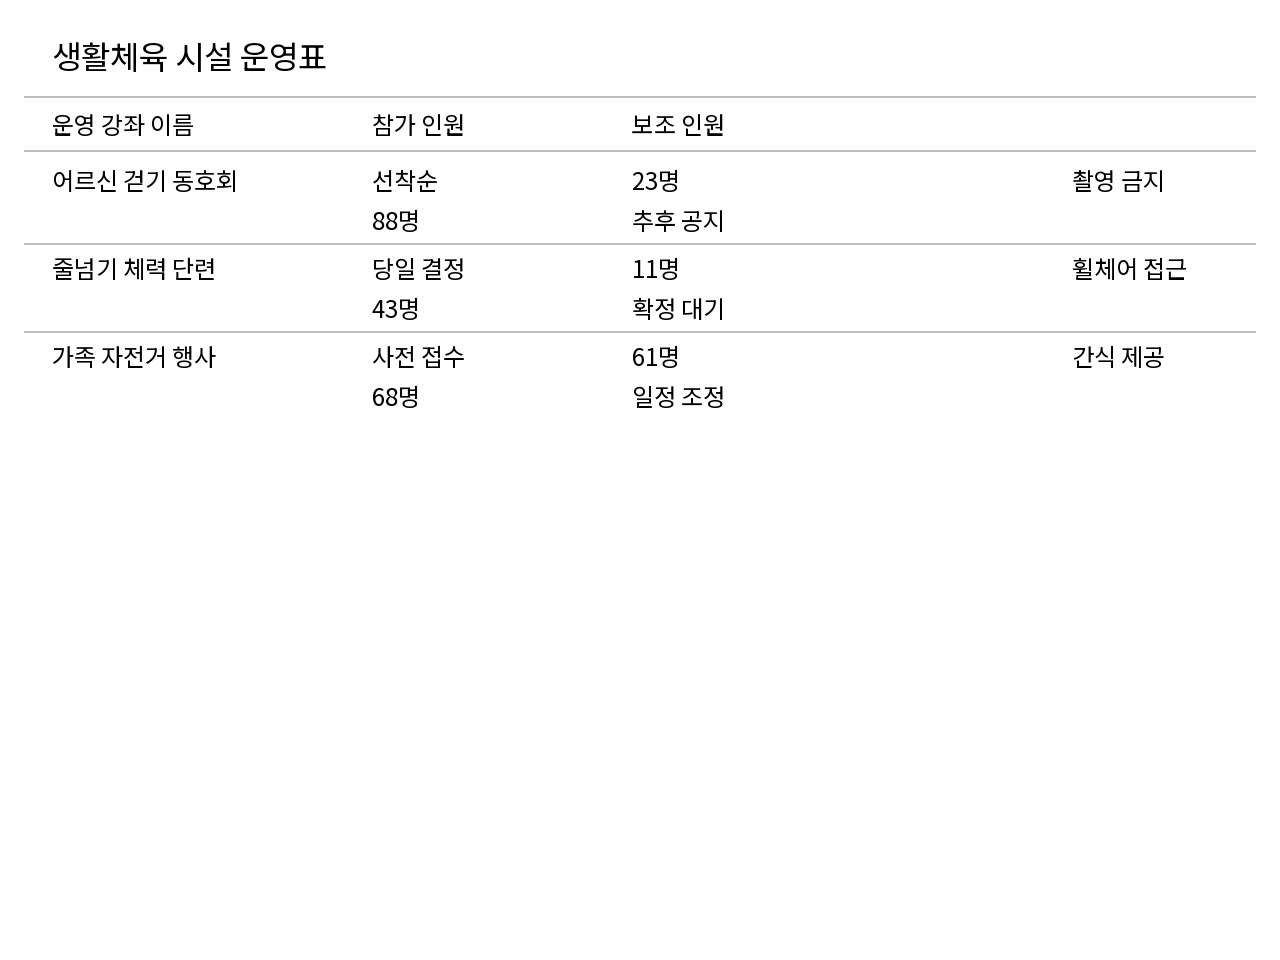 생활체육 시설 운영표
운영 강좌 이름 참가 인원 보조 인원
어르신 걷기 동호회 선착순 23명 촬영 금지
88명 추후 공지
줄넘기 체력 단련 당일 결정 11명 휠체어 접근
43명 확정 대기
가족 자전거 행사 사전 접수 61명 간식 제공
68명 일정 조정